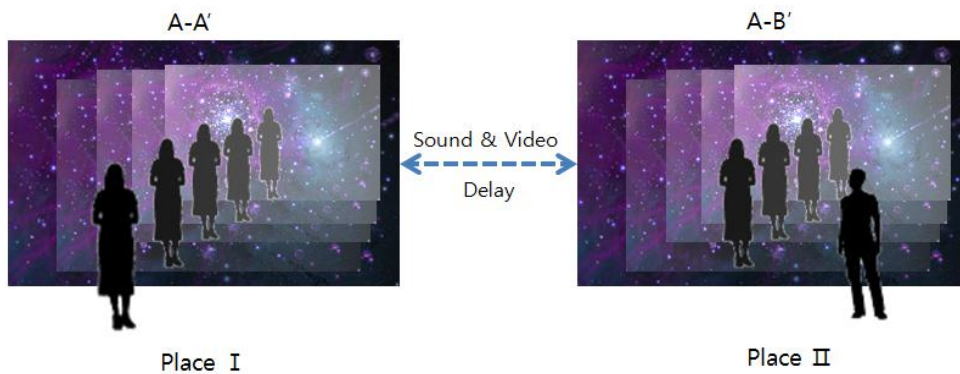 A-A’
A-B’
Sound & Video
Delay
Place Ⅰ
Place Ⅱ